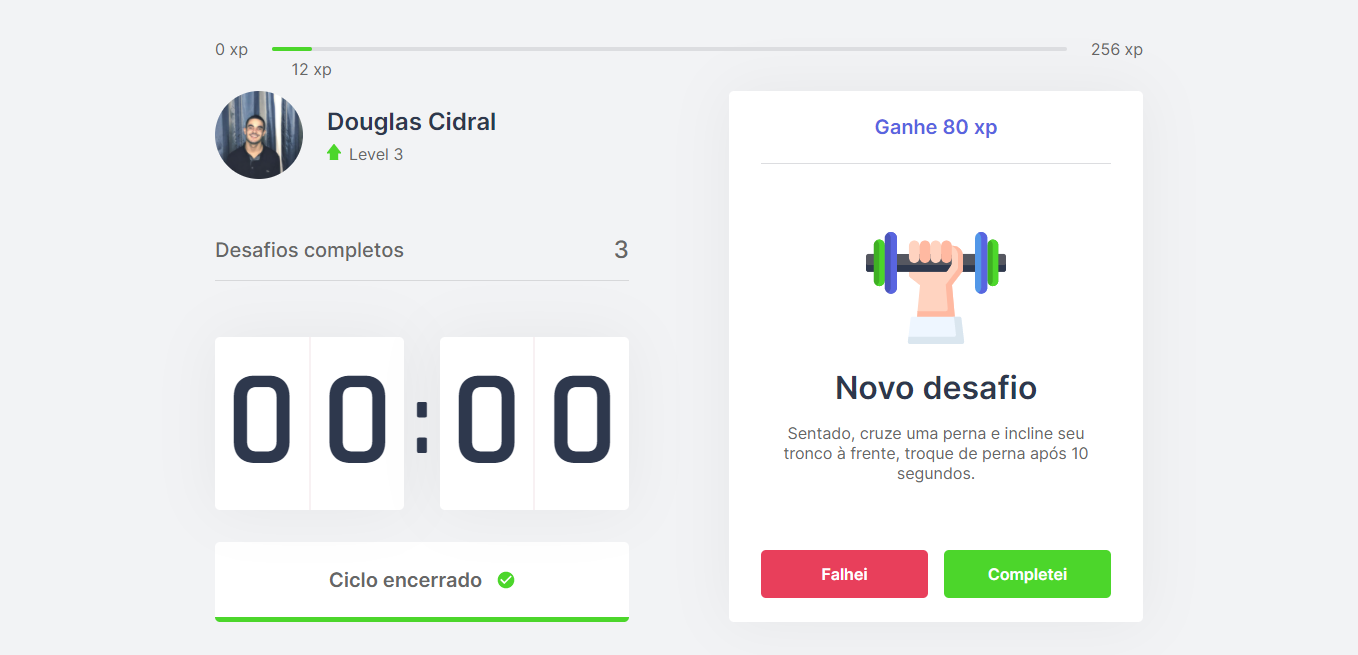 0 xp
256 xp
12 xp
Douglas Cidral
Level 3
Desafios completos 3
00:00
Ciclo encerrado
Ganhe 80 xp
Novo desafio
Sentado, cruze uma perna e incline seu
tronco à frente, troque de perna após 10
segundos.
Falhei
Completei